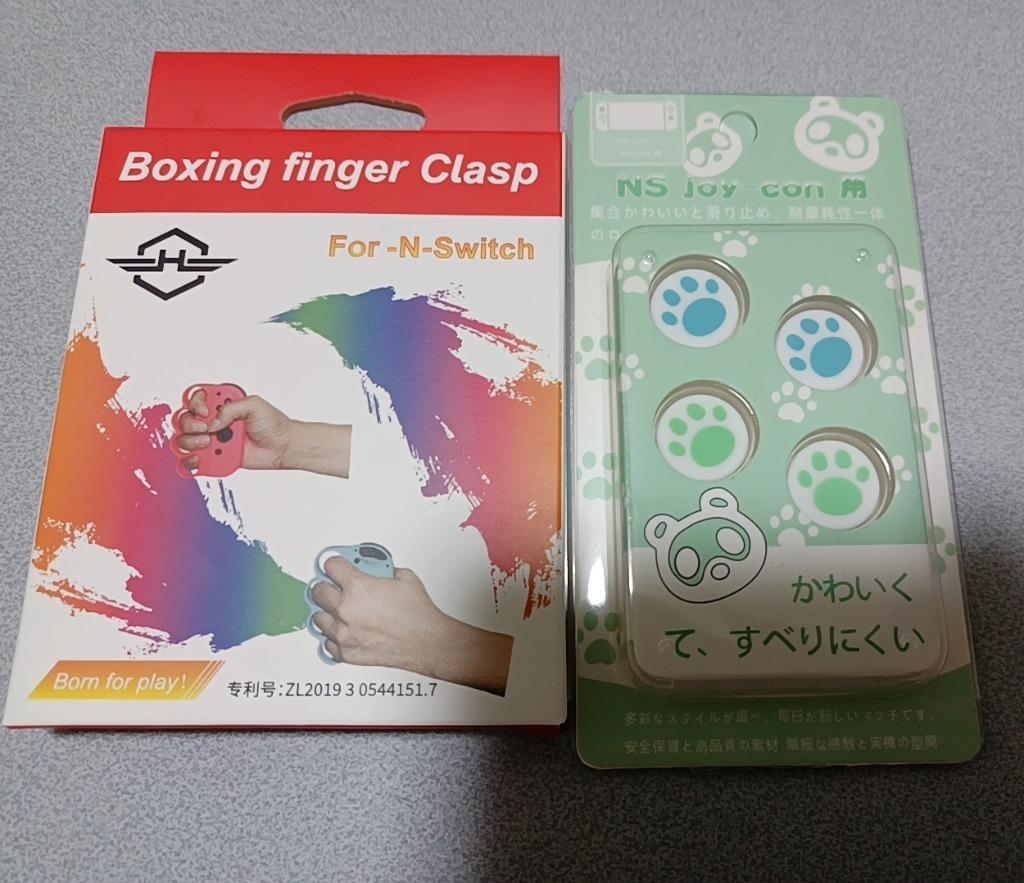 Boxing finger Clasp
For -N-Switch
Born for play!
专利号:ZL2019 3 0544151.7
NS joy-con 用
集合かわいいと滑り止め、耐摩耗性一体
のロ
かわいく
て、すべりにくい
多彩なスタイルが選べ、毎日が新しいマッチです。
安全保護と高品質の素材.繊細な感触と実機の型開